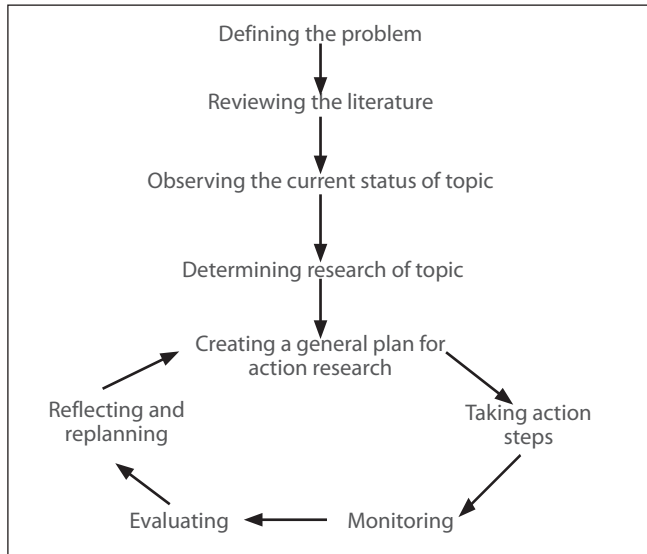 Defining the problem
Reviewing the literature
Observing the current status of topic
Determining research of topic
Creating a general plan for
action research
Taking action
steps
Monitoring
Evaluating
Reflecting and
replanning